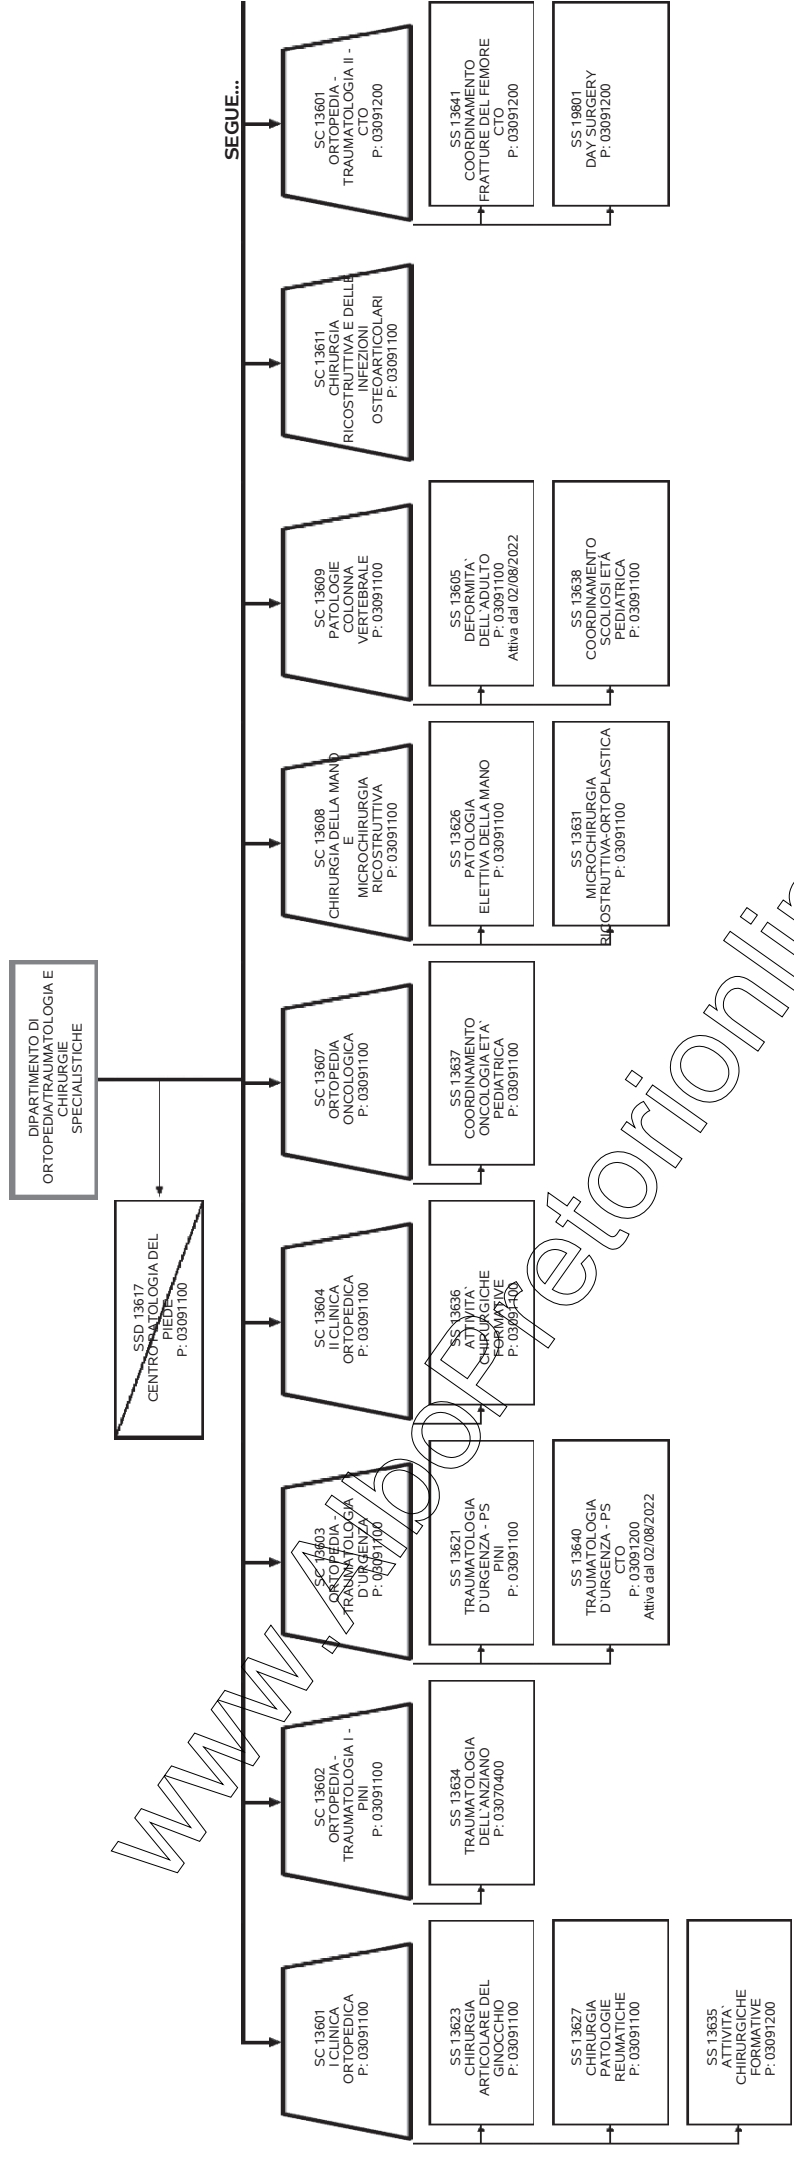 DIPARTIMENTO DI
ORTOPEDIA/TRAUMATOLOGIA E
CHIRURGIE
SPECIALISTICHE
SSD 13617
CENTRO PATOLOGIA DEL
PIEDE
P: 03091100
SEGUE...
SC 13601
I CLINICA
ORTOPEDICA
P: 03091100
SS 13623
CHIRURGIA
ARTICOLARE DEL
GINOCCHIO
P: 03091100
SS 13627
CHIRURGIA
PATOLOGIE
REUMATICHE
P: 03091100
SS 13635
ATTIVITA`
CHIRURGICHE
FORMATIVE
P: 03091200
SC 13602
ORTOPEDIA -
TRAUMATOLOGIA I -
PINI
P: 03091100
SS 13634
TRAUMATOLOGIA
DELL`ANZIANO
P: 03070400
SC 13603
ORTOPEDIA -
TRAUMATOLOGIA
D`URGENZA
P: 03091100
SS 13621
TRAUMATOLOGIA
D`URGENZA - PS
PINI
P: 03091100
SS 13640
TRAUMATOLOGIA
D`URGENZA - PS
CTO
P: 03091200
Attiva dal 02/08/2022
SC 13604
II CLINICA
ORTOPEDICA
P: 03091100
SS 13636
ATTIVITA`
CHIRURGICHE
FORMATIVE
P: 03091100
SC 13607
ORTOPEDIA
ONCOLOGICA
P: 03091100
SS 13637
COORDINAMENTO
ONCOLOGIA ETA`
PEDIATRICA
P: 03091100
SC 13608
CHIRURGIA DELLA MANO
E
MICROCHIRURGIA
RICOSTRUTTIVA
P: 03091100
SS 13626
PATOLOGIA
ELETTIVA DELLA MANO
P: 03091100
SS 13631
MICROCHIRURGIA
RICOSTRUTTIVA-ORTOPLASTICA
P: 03091100
SC 13609
PATOLOGIE
COLONNA
VERTEBRALE
P: 03091100
SS 13605
DEFORMITA`
DELL`ADULTO
P: 03091100
Attiva dal 02/08/2022
SS 13638
COORDINAMENTO
SCOLIOSI ETÁ
PEDIATRICA
P: 03091100
SC 13611
CHIRURGIA
RICOSTRUTTIVA E DELLE
INFEZIONI
OSTEOARTICOLARI
P: 03091100
SC 13601
ORTOPEDIA -
TRAUMATOLOGIA II -
CTO
P: 03091200
SS 13641
COORDINAMENTO
FRATTURE DEL FEMORE
CTO
P: 03091200
SS 19801
DAY SURGERY
P: 03091200
www.AlboPretorionlin